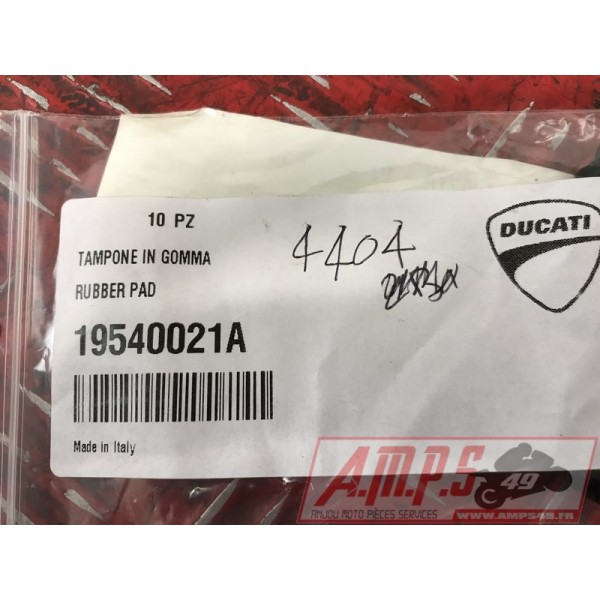 10 PZ
TAMPONE IN GOMMA
RUBBER PAD
19540021A
Made in Italy
4404
DUCATI
A.M.P.S 49
ANJOU MOTO PIÈCES SERVICES
WWW.AMPS49.FR